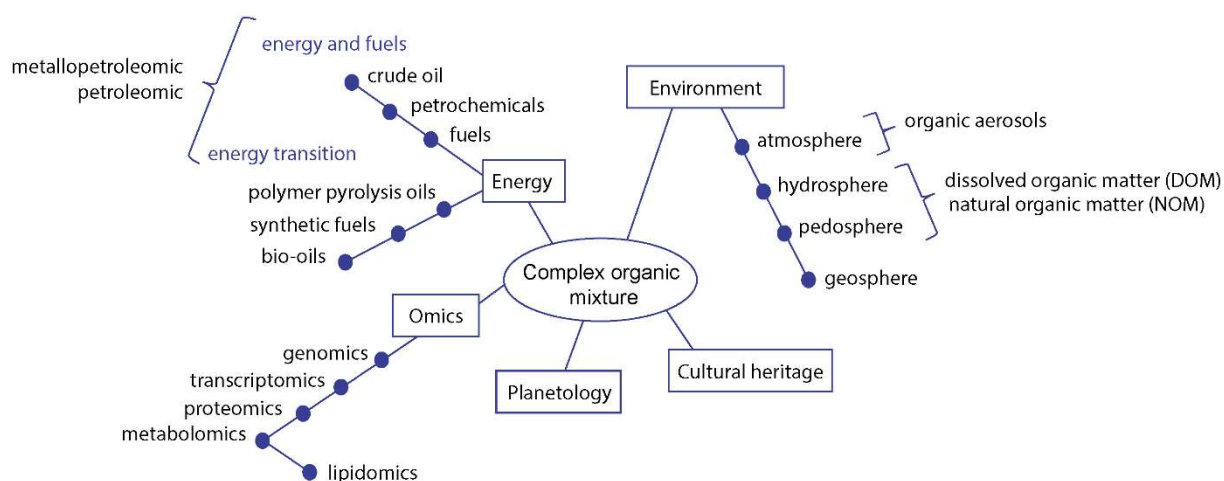 energy and fuels
metallopetroleomic
petroleomic
crude oil
petrochemicals
fuels
energy transition
Energy
polymer pyrolysis oils
synthetic fuels
bio-oils
Environment
atmosphere
organic aerosols
hydrosphere
dissolved organic matter (DOM)
natural organic matter (NOM)
pedosphere
geosphere
Complex organic
mixture
Omics
genomics
transcriptomics
proteomics
metabolomics
lipidomics
Planetology
Cultural heritage